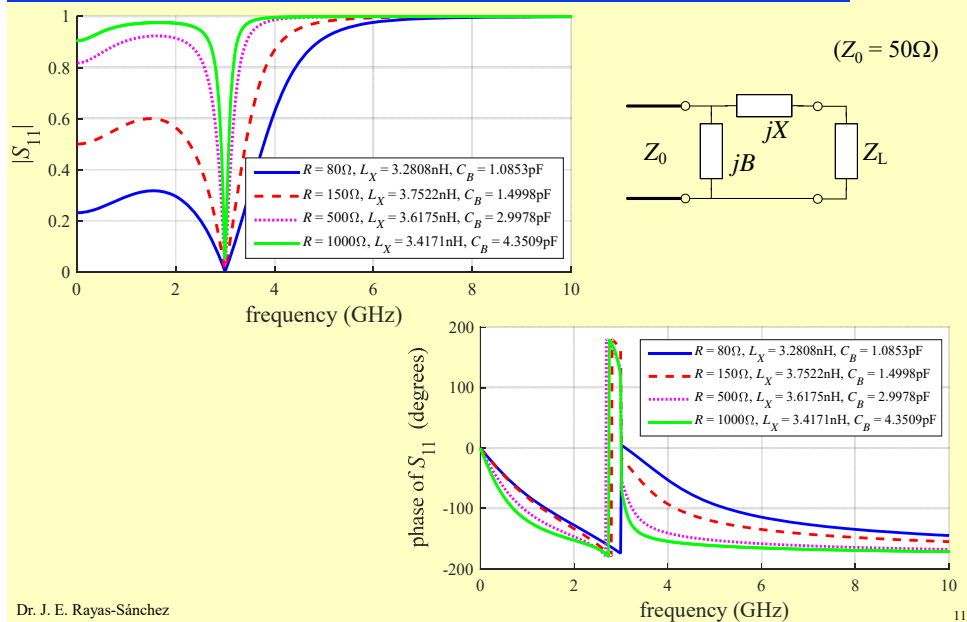 1
0.8
0.6
0.4
0.2
0
|S11|
0 2 4 6 8 10
frequency (GHz)
R = 80Ω, LX = 3.2808nH, CB = 1.0853pF
R = 150Ω, LX = 3.7522nH, CB = 1.4998pF
R = 500Ω, LX = 3.6175nH, CB = 2.9978pF
R = 1000Ω, LX = 3.4171nH, CB = 4.3509pF
(Z0 = 50Ω)
Z0
jB
jX
ZL
200
100
0
-100
-200
phase of S11 (degrees)
0 2 4 6 8 10
frequency (GHz)
R = 80Ω, LX = 3.2808nH, CB = 1.0853pF
R = 150Ω, LX = 3.7522nH, CB = 1.4998pF
R = 500Ω, LX = 3.6175nH, CB = 2.9978pF
R = 1000Ω, LX = 3.4171nH, CB = 4.3509pF
Dr. J. E. Rayas-Sánchez
11